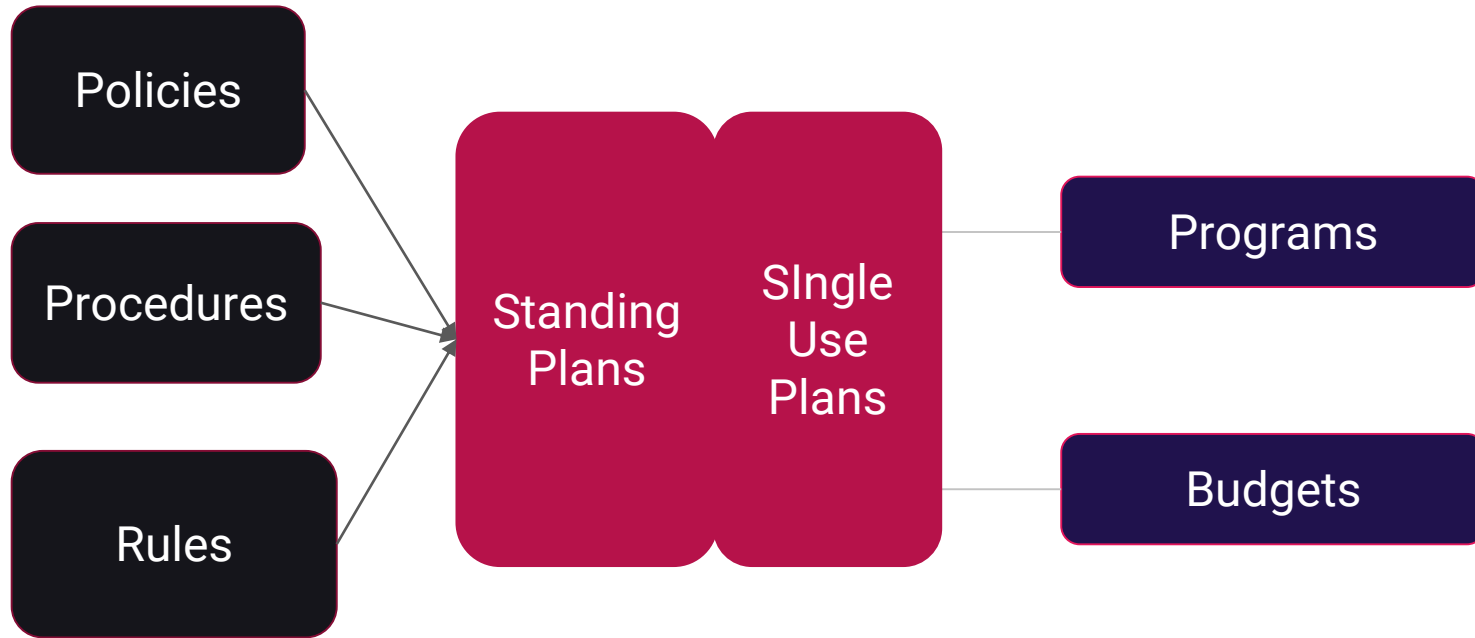 Policies
Procedures
Rules
Standing
Plans
SIngle
Use
Plans
Programs
Budgets